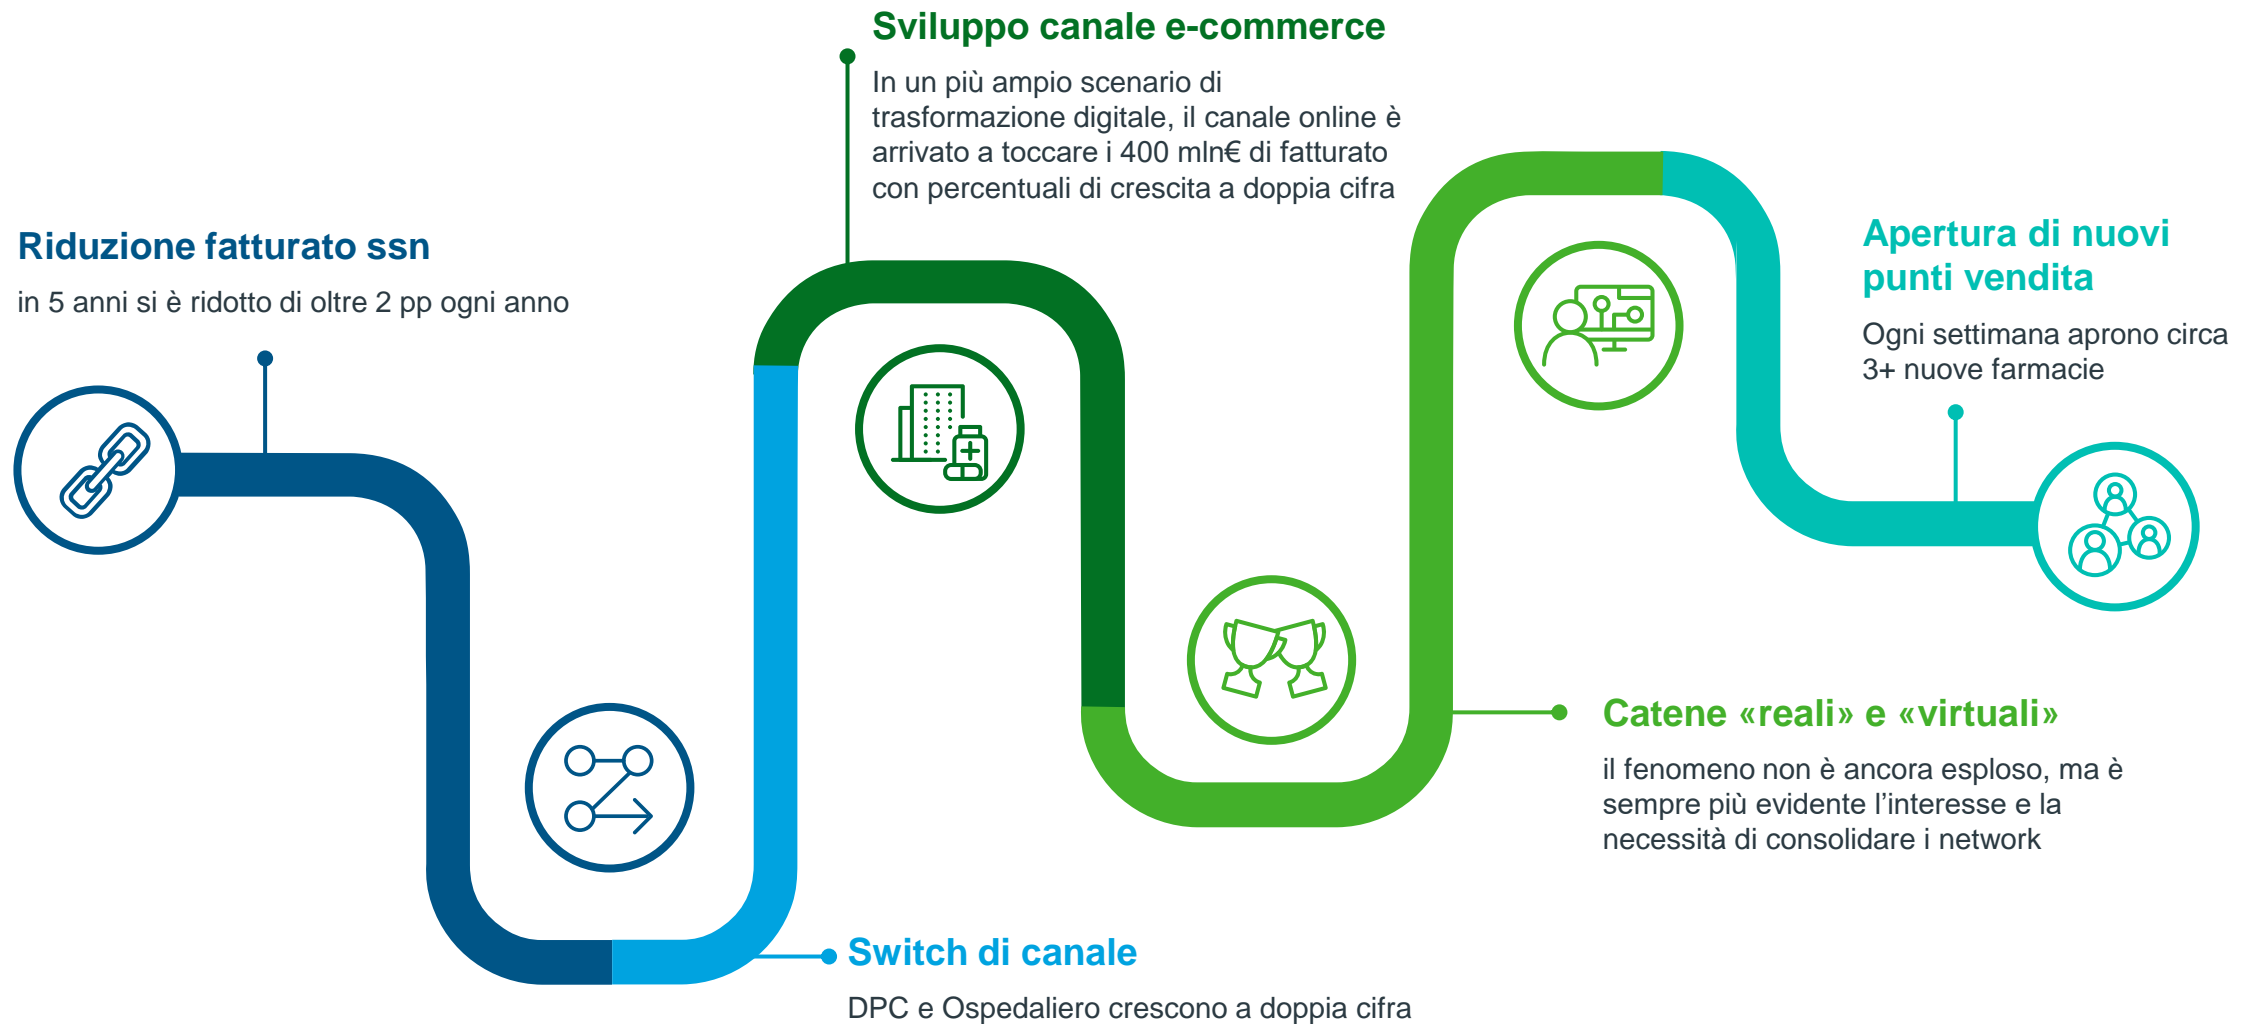 Riduzione fatturato ssn
in 5 anni si è ridotto di oltre 2 pp ogni anno
Switch di canale
DPC e Ospedaliero crescono a doppia cifra
Sviluppo canale e-commerce
In un più ampio scenario di
trasformazione digitale, il canale online è
arrivato a toccare i 400 mln€ di fatturato
con percentuali di crescita a doppia cifra
Catene «reali» e «virtuali»
il fenomeno non è ancora esploso, ma è
sempre più evidente l’interesse e la
necessità di consolidare i network
Apertura di nuovi
punti vendita
Ogni settimana aprono circa
3+ nuove farmacie